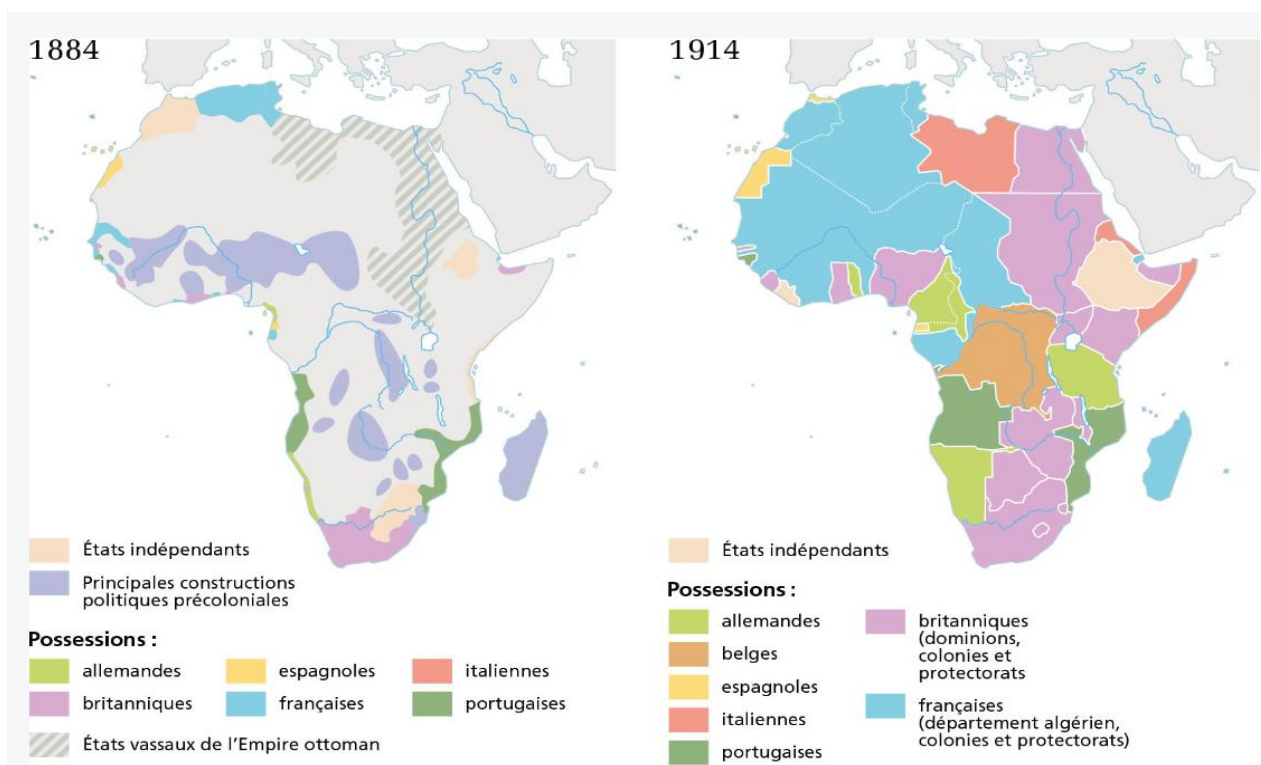 1884
États indépendants
Principales constructions
politiques précoloniales
Possessions :
allemandes
britanniques
espagnoles
françaises
italiennes
portugaises
États vassaux de l'Empire ottoman
1914
États indépendants
Possessions :
allemandes
belges
espagnoles
italiennes
portugaises
britanniques
(dominions,
colonies et
protectorats
françaises
(département algérien,
colonies et protectorats)